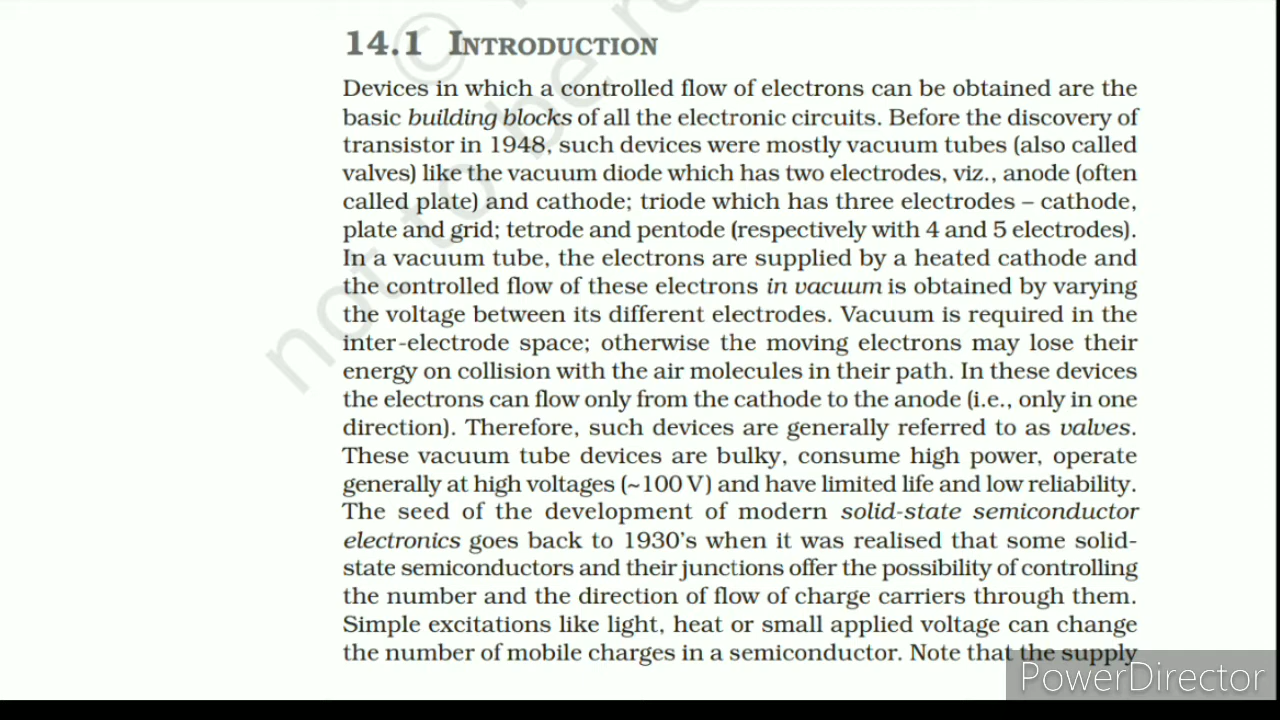 14.1 INTRODUCTION
Devices in which a controlled flow of electrons can be obtained are the
basic building blocks of all the electronic circuits. Before the discovery of
transistor in 1948, such devices were mostly vacuum tubes (also called
valves) like the vacuum diode which has two electrodes, viz., anode (often
called plate) and cathode; triode which has three electrodes – cathode,
plate and grid; tetrode and pentode (respectively with 4 and 5 electrodes).
In a vacuum tube, the electrons are supplied by a heated cathode and
the controlled flow of these electrons in vacuum is obtained by varying
the voltage between its different electrodes. Vacuum is required in the
inter-electrode space; otherwise the moving electrons may lose their
energy on collision with the air molecules in their path. In these devices
the electrons can flow only from the cathode to the anode (i.e., only in one
direction). Therefore, such devices are generally referred to as valves.
These vacuum tube devices are bulky, consume high power, operate
generally at high voltages (~100 V) and have limited life and low reliability.
The seed of the development of modern solid-state semiconductor
electronics goes back to 1930's when it was realised that some solid-
state semiconductors and their junctions offer the possibility of controlling
the number and the direction of flow of charge carriers through them.
Simple excitations like light, heat or small applied voltage can change
the number of mobile charges in a semiconductor. Note that the supply
PowerDirector
©
not to be